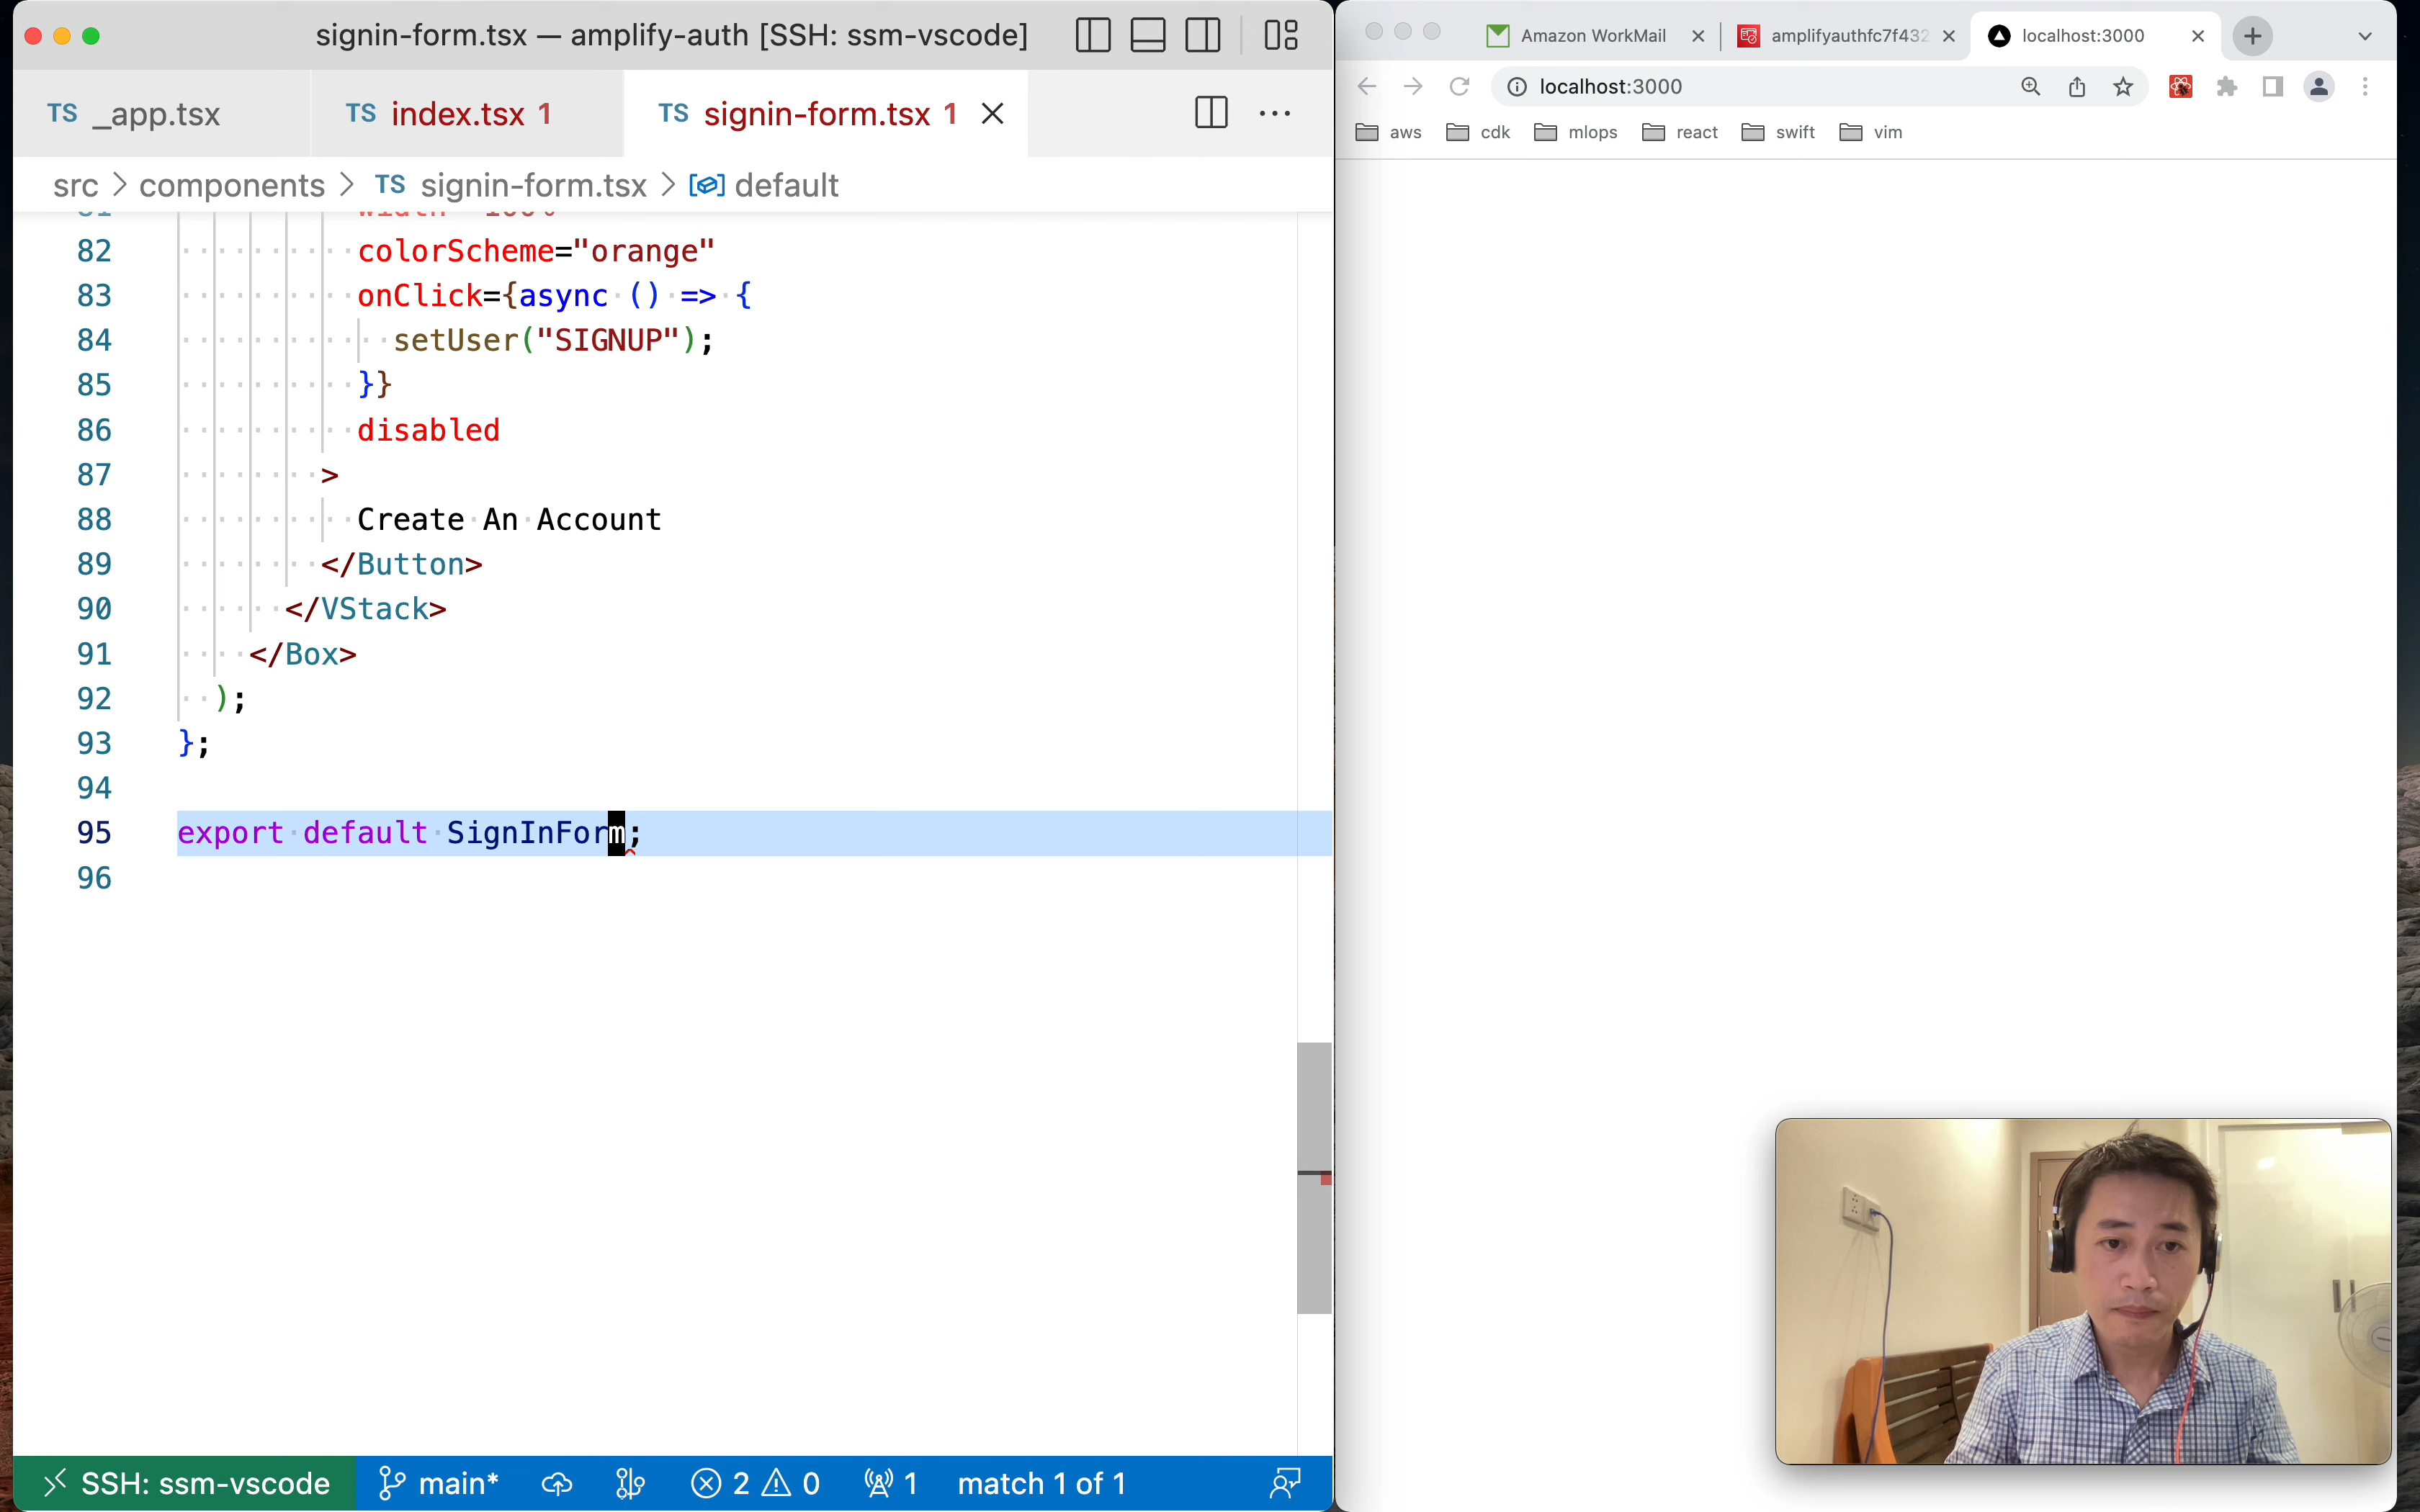 signin-form.tsx — amplify-auth [SSH: ssm-vscode]
TS _app.tsx
TS index.tsx 1
TS signin-form.tsx 1
src > components > TS signin-form.tsx > default
82 colorScheme="orange"
83 onClick={async () => {
84 setUser("SIGNUP");
85 }}
86 disabled
87 >
88 Create An Account
89 </Button>
90 </VStack>
91 </Box>
92 );
93 };
94
95 export default SignInForm;
96
SSH: ssm-vscode main* 2 0 1 match 1 of 1
Amazon WorkMail
amplifyauthfc7f432
localhost:3000
localhost:3000
aws cdk mlops react swift vim